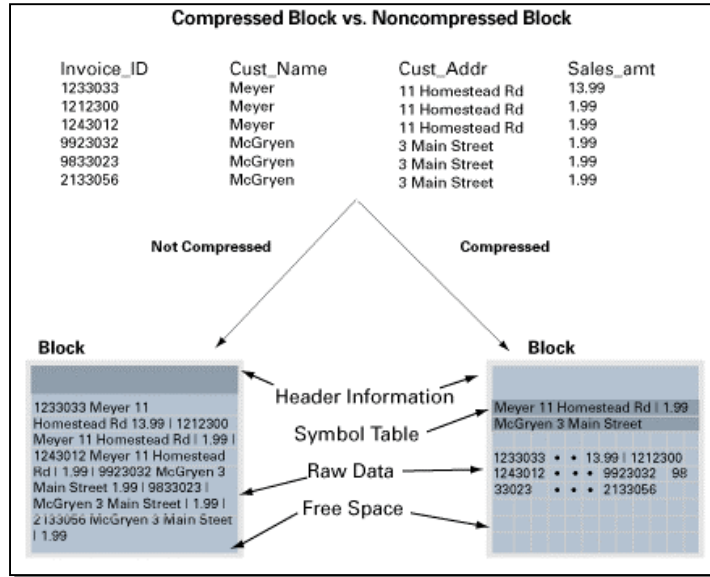 Compressed Block vs. Noncompressed Block
Invoice_ID Cust_Name Cust_Addr Sales_amt
1233033 Meyer 11 Homestead Rd 13.99
1212300 Meyer 11 Homestead Rd 1.99
1243012 Meyer 11 Homestead Rd 1.99
9923032 McGryen 3 Main Street 1.99
9833023 McGryen 3 Main Street 1.99
2133056 McGryen 3 Main Street 1.99
Not Compressed
Compressed
Block
1233033 Meyer 11
Homestead Rd 13.99 | 1212300
Meyer 11 Homestead Rd | 1.99 |
1243012 Meyer 11 Homestead
Rd | 1.99 | 9923032 McGryen 3
Main Street 1.99 | 9833023 |
McGryen 3 Main Street | 1.99 |
2133056 McGryen 3 Main Steet
| 1.99
Header Information
Symbol Table
Raw Data
Free Space
Block
Meyer 11 Homestead Rd | 1.99
McGryen 3 Main Street
1233033 • • 13.99 | 1212300
1243012 • • • 9923032 98
33023 • • • 2133056